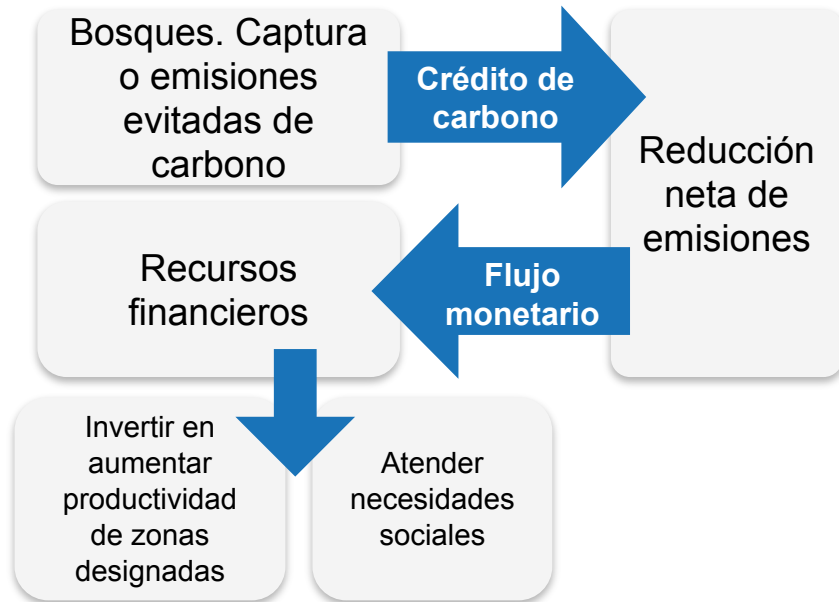 Bosques. Captura
o emisiones
evitadas de
carbono
Crédito de
carbono
Reducción
neta de
emisiones
Flujo
monetario
Recursos
financieros
Invertir en
aumentar
productividad
de zonas
designadas
Atender
necesidades
sociales